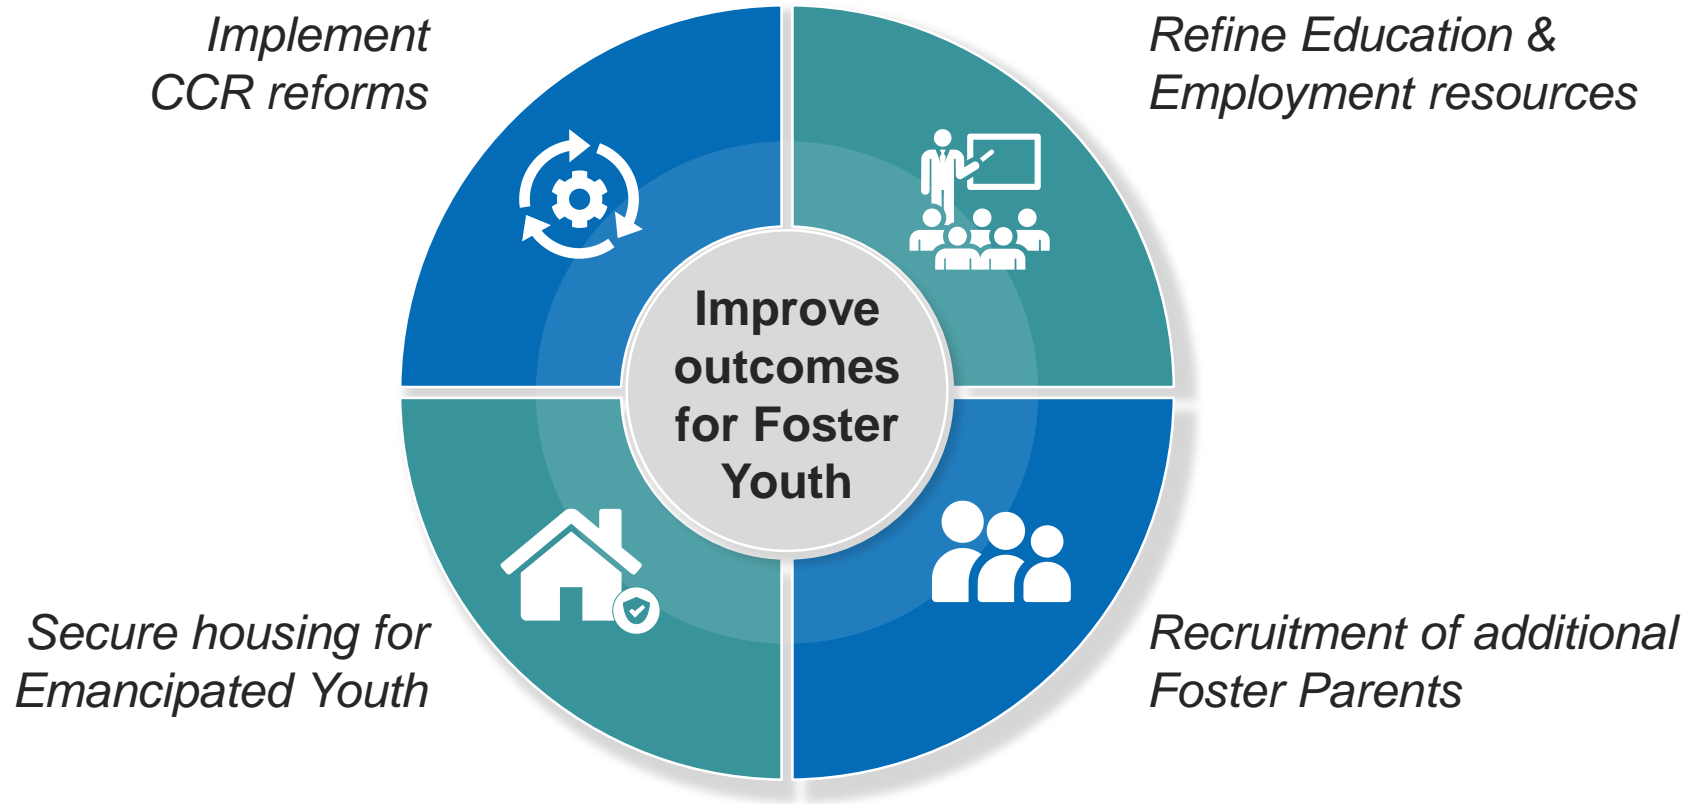 Implement
CCR reforms
Refine Education &
Employment resources
Improve
outcomes
for Foster
Youth
Secure housing for
Emancipated Youth
Recruitment of additional
Foster Parents